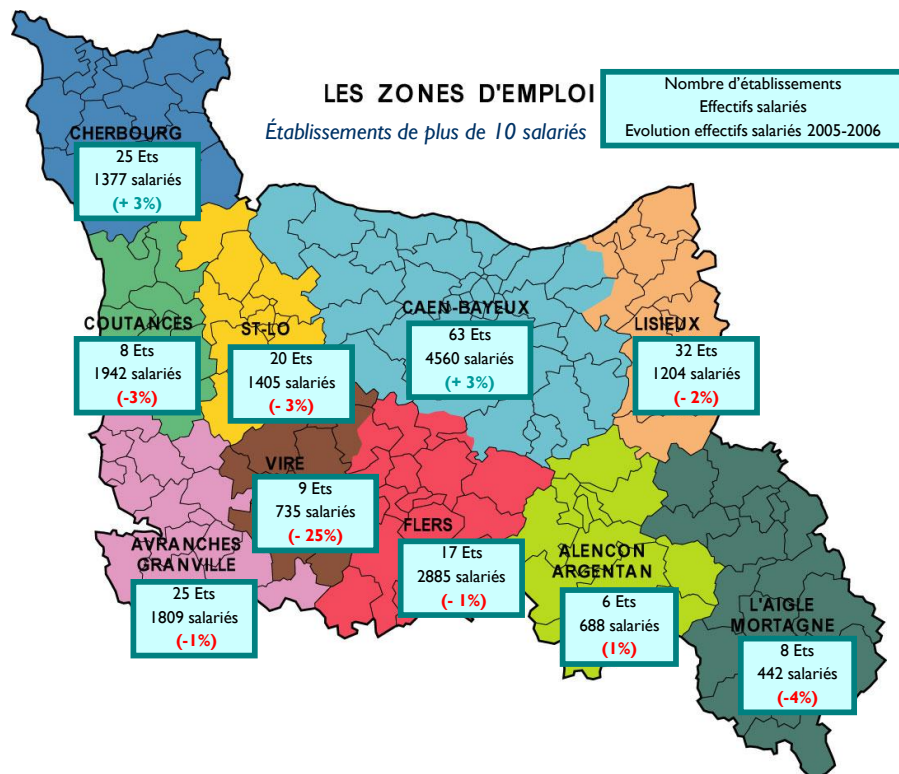 LES ZONES D'EMPLOI
Établissements de plus de 10 salariés
Nombre d'établissements
Effectifs salariés
Evolution effectifs salarié 2005-2006
CHERBOURG
25 Ets
1377 salariés
(+ 3%)
COUTANCES
8 Ets
1942 salariés
(-3%)
ST-LO
20 Ets
1405 salariés
(- 3%)
CAEN-BAYEUX
63 Ets
4560 salariés
(+ 3%)
LISIEUX
32 Ets
1204 salariés
(- 2%)
VIRE
9 Ets
735 salariés
(- 25%)
AVRANCHES
GRANVILLE
25 Ets
1809 salariés
(-1%)
FLERS
17 Ets
2885 salariés
(- 1%)
ALENCON
ARGENTAN
6 Ets
688 salariés
(1%)
L'AIGLE
MORTAGNE
8 Ets
442 salariés
(-4%)